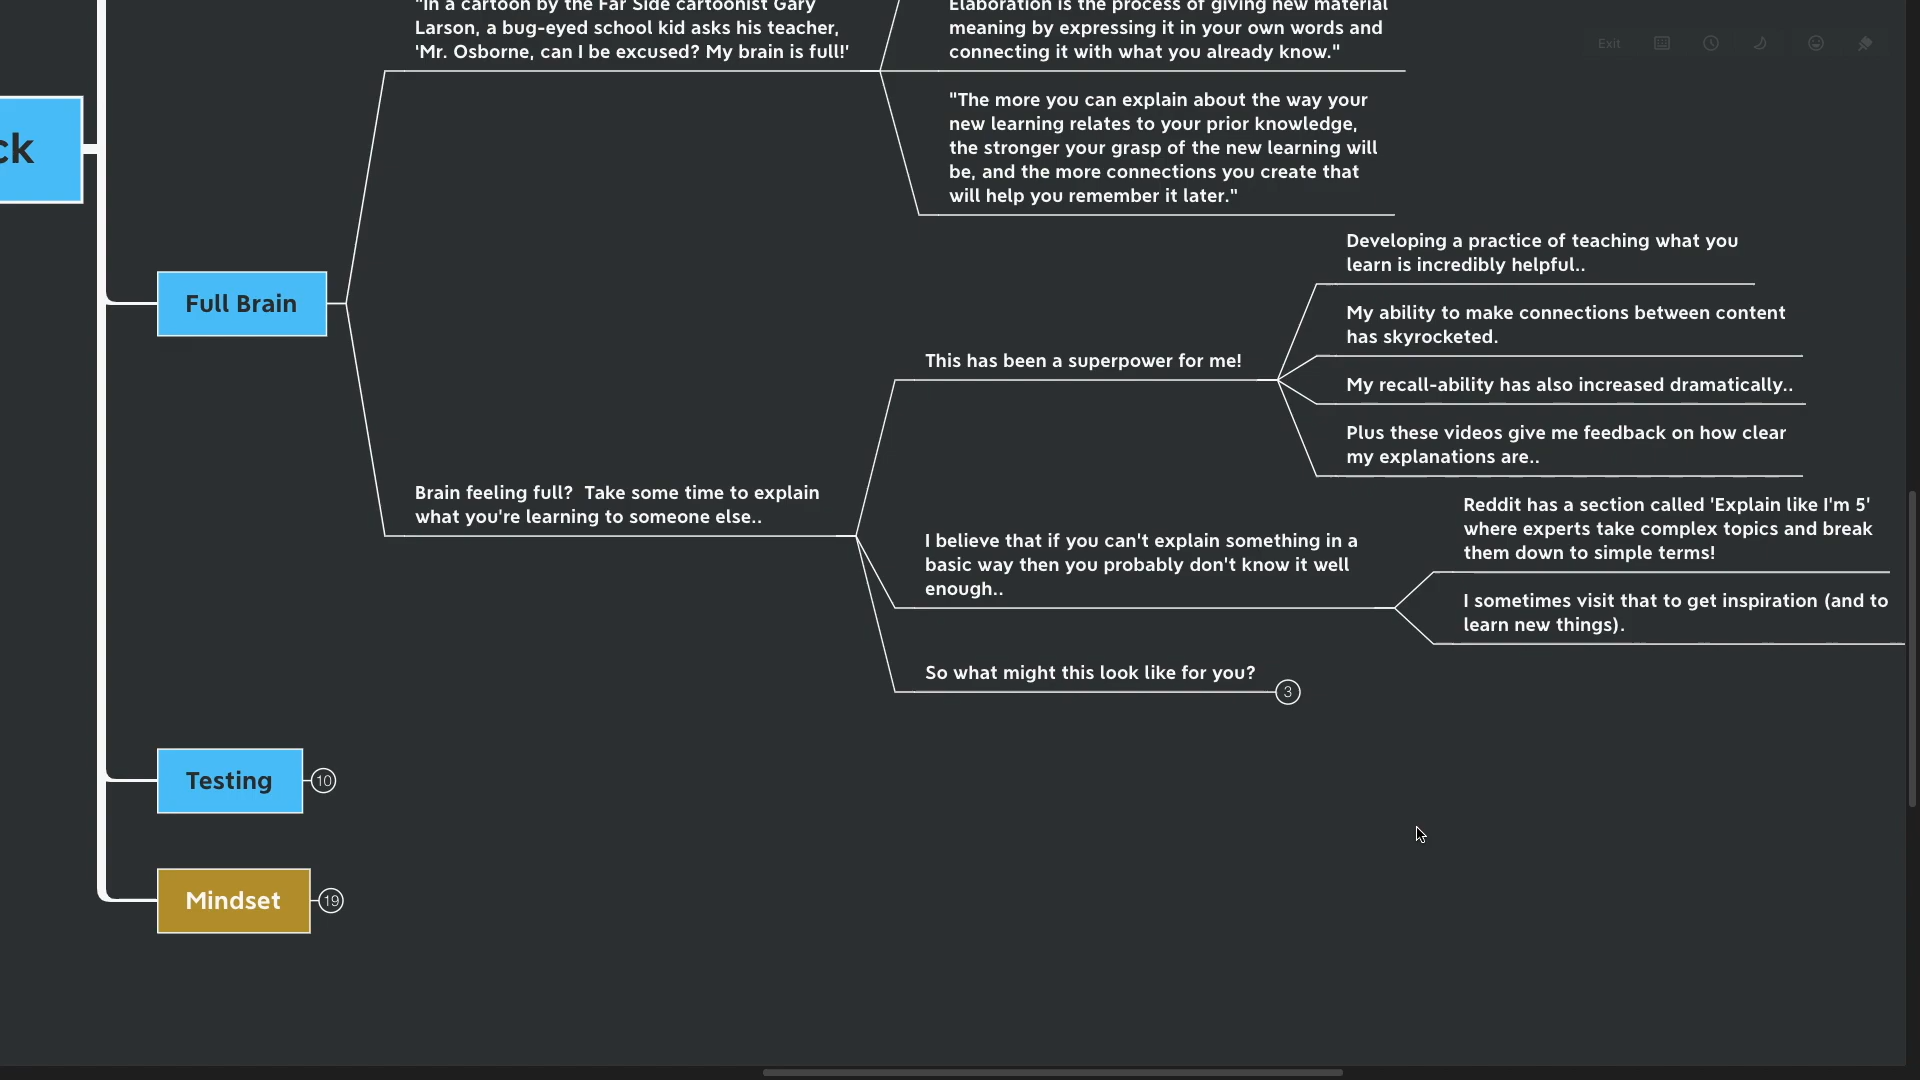 "In a cartoon by the Far Side cartoonist Gary
Larson, a bug-eyed school kid asks his teacher,
'Mr. Osborne, can I be excused? My brain is full!'
Elaboration is the process of giving new material
meaning by expressing it in your own words and
connecting it with what you already know."
"The more you can explain about the way your
new learning relates to your prior knowledge,
the stronger your grasp of the new learning will
be, and the more connections you create that
will help you remember it later."
Exit
ck
Full Brain
Brain feeling full?  Take some time to explain
what you're learning to someone else..
This has been a superpower for me!
Developing a practice of teaching what you
learn is incredibly helpful..
My ability to make connections between content
has skyrocketed.
My recall-ability has also increased dramatically..
Plus these videos give me feedback on how clear
my explanations are..
I believe that if you can't explain something in a
basic way then you probably don't know it well
enough..
Reddit has a section called 'Explain like I'm 5'
where experts take complex topics and break
them down to simple terms!
I sometimes visit that to get inspiration (and to
learn new things).
So what might this look like for you?
3
Testing
10
Mindset
19